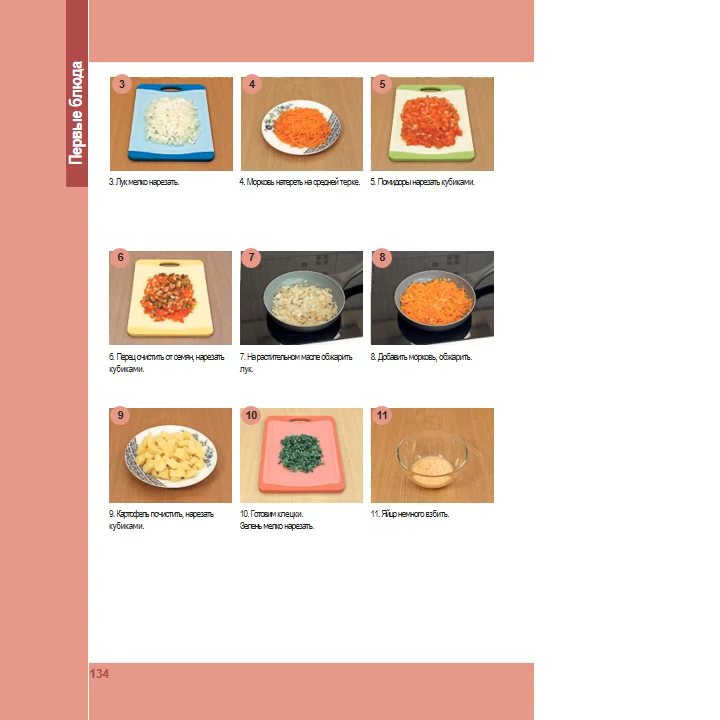 Первые блюда
3
4
5
3. Лук мелко нарезать.
4. Морковь натереть на средней терке.
5. Помидоры нарезать кубиками.
6
7
8
6. Перец очистить от семян, нарезать
кубиками.
7. На растительном масле обжарить
лук.
8. Добавить морковь, обжарить.
9
10
11
9. Картофель почистить, нарезать
кубиками.
10. Готовим клецки.
Зелень мелко нарезать.
11. Яйцо немного взбить.
134